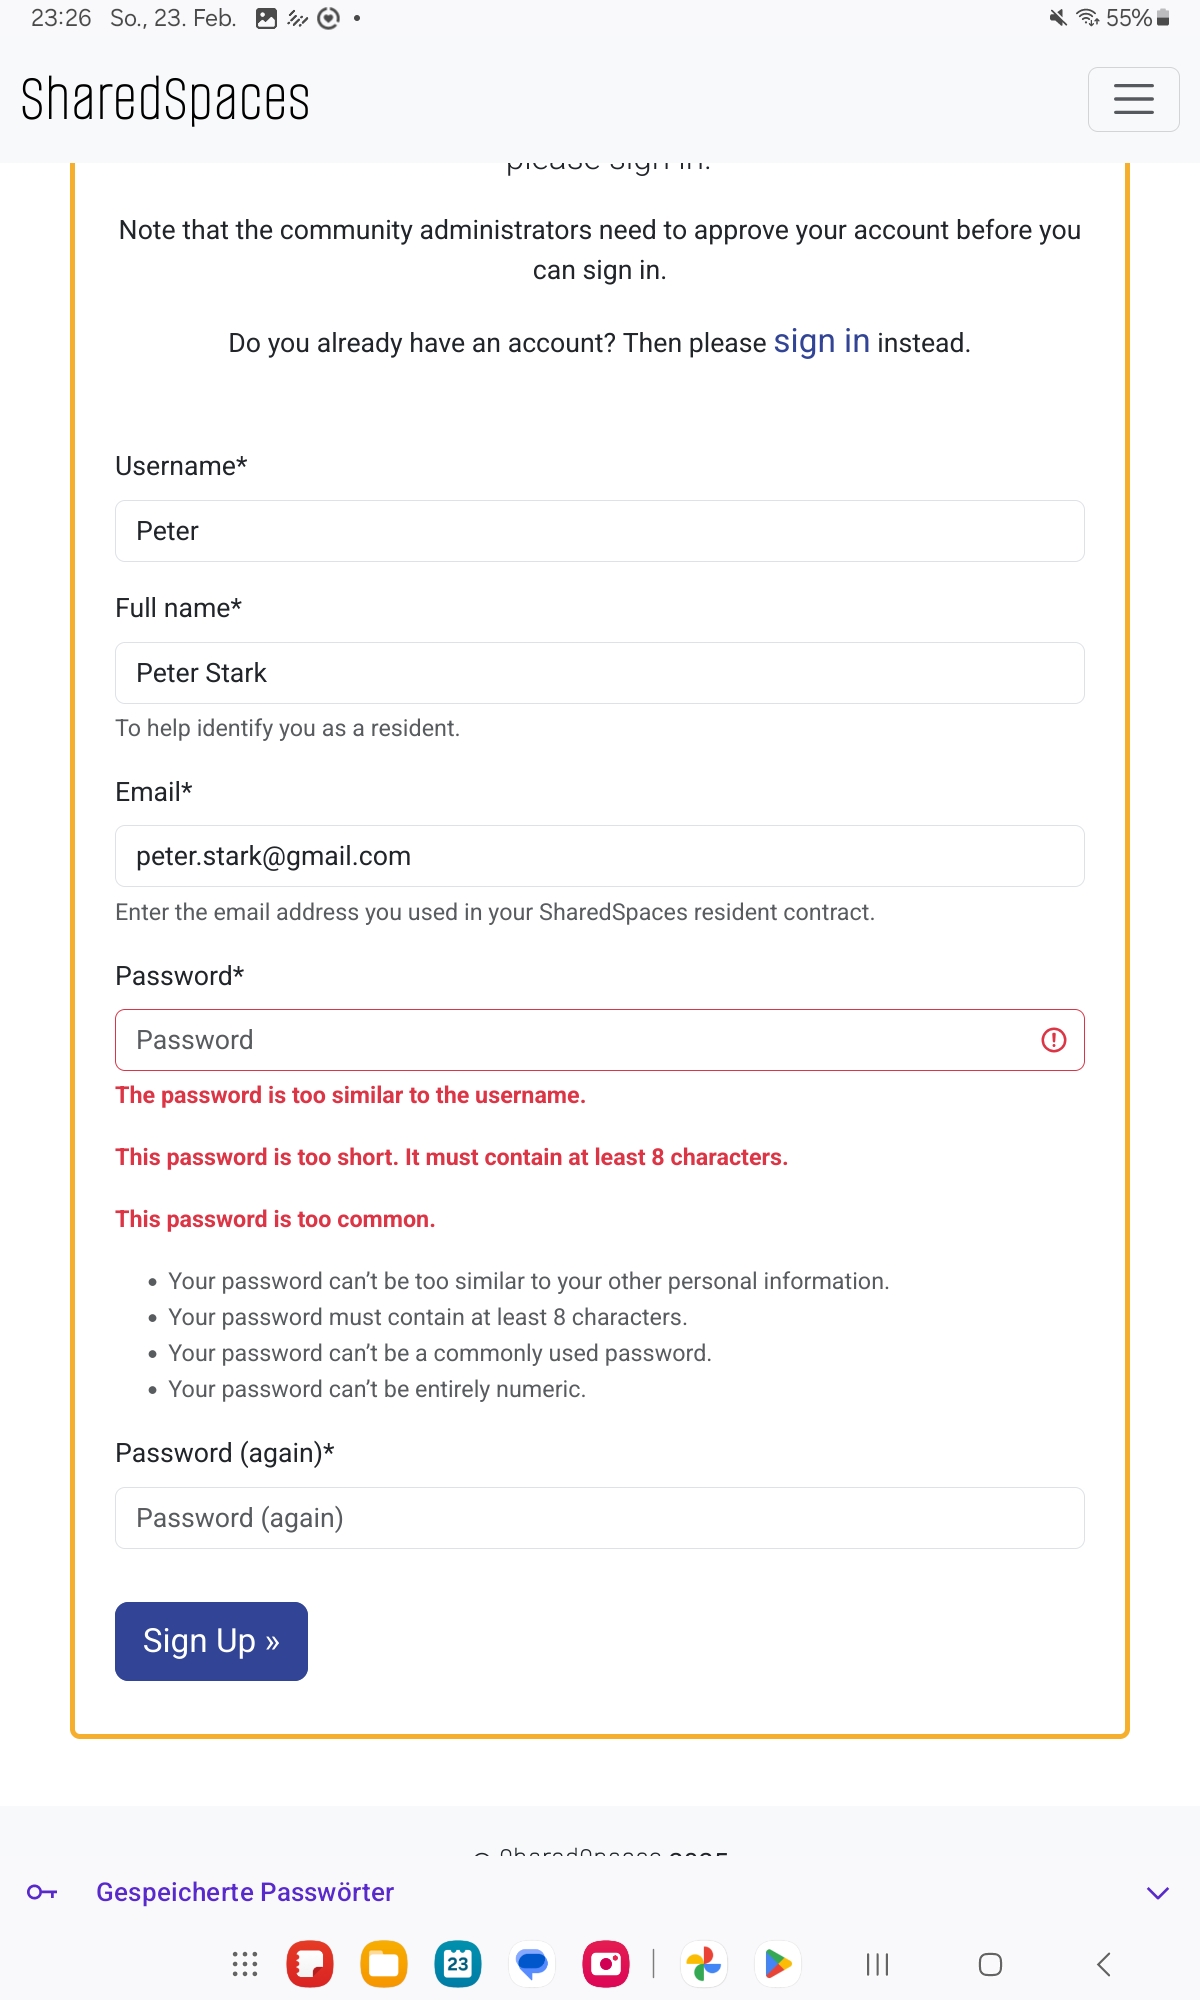 23:26 So., 23. Feb.
55%
SharedSpaces
please sign in.
Note that the community administrators need to approve your account before you
can sign in.
Do you already have an account? Then please sign in instead.
Username*
Peter
Full name*
Peter Stark
To help identify you as a resident.
Email*
peter.stark@gmail.com
Enter the email address you used in your SharedSpaces resident contract.
Password*
Password
The password is too similar to the username.
This password is too short. It must contain at least 8 characters.
This password is too common.
• Your password can’t be too similar to your other personal information.
• Your password must contain at least 8 characters.
• Your password can’t be a commonly used password.
• Your password can’t be entirely numeric.
Password (again)*
Password (again)
Sign Up »
© SharedSpaces 2025
Gespeicherte Passwörter
23